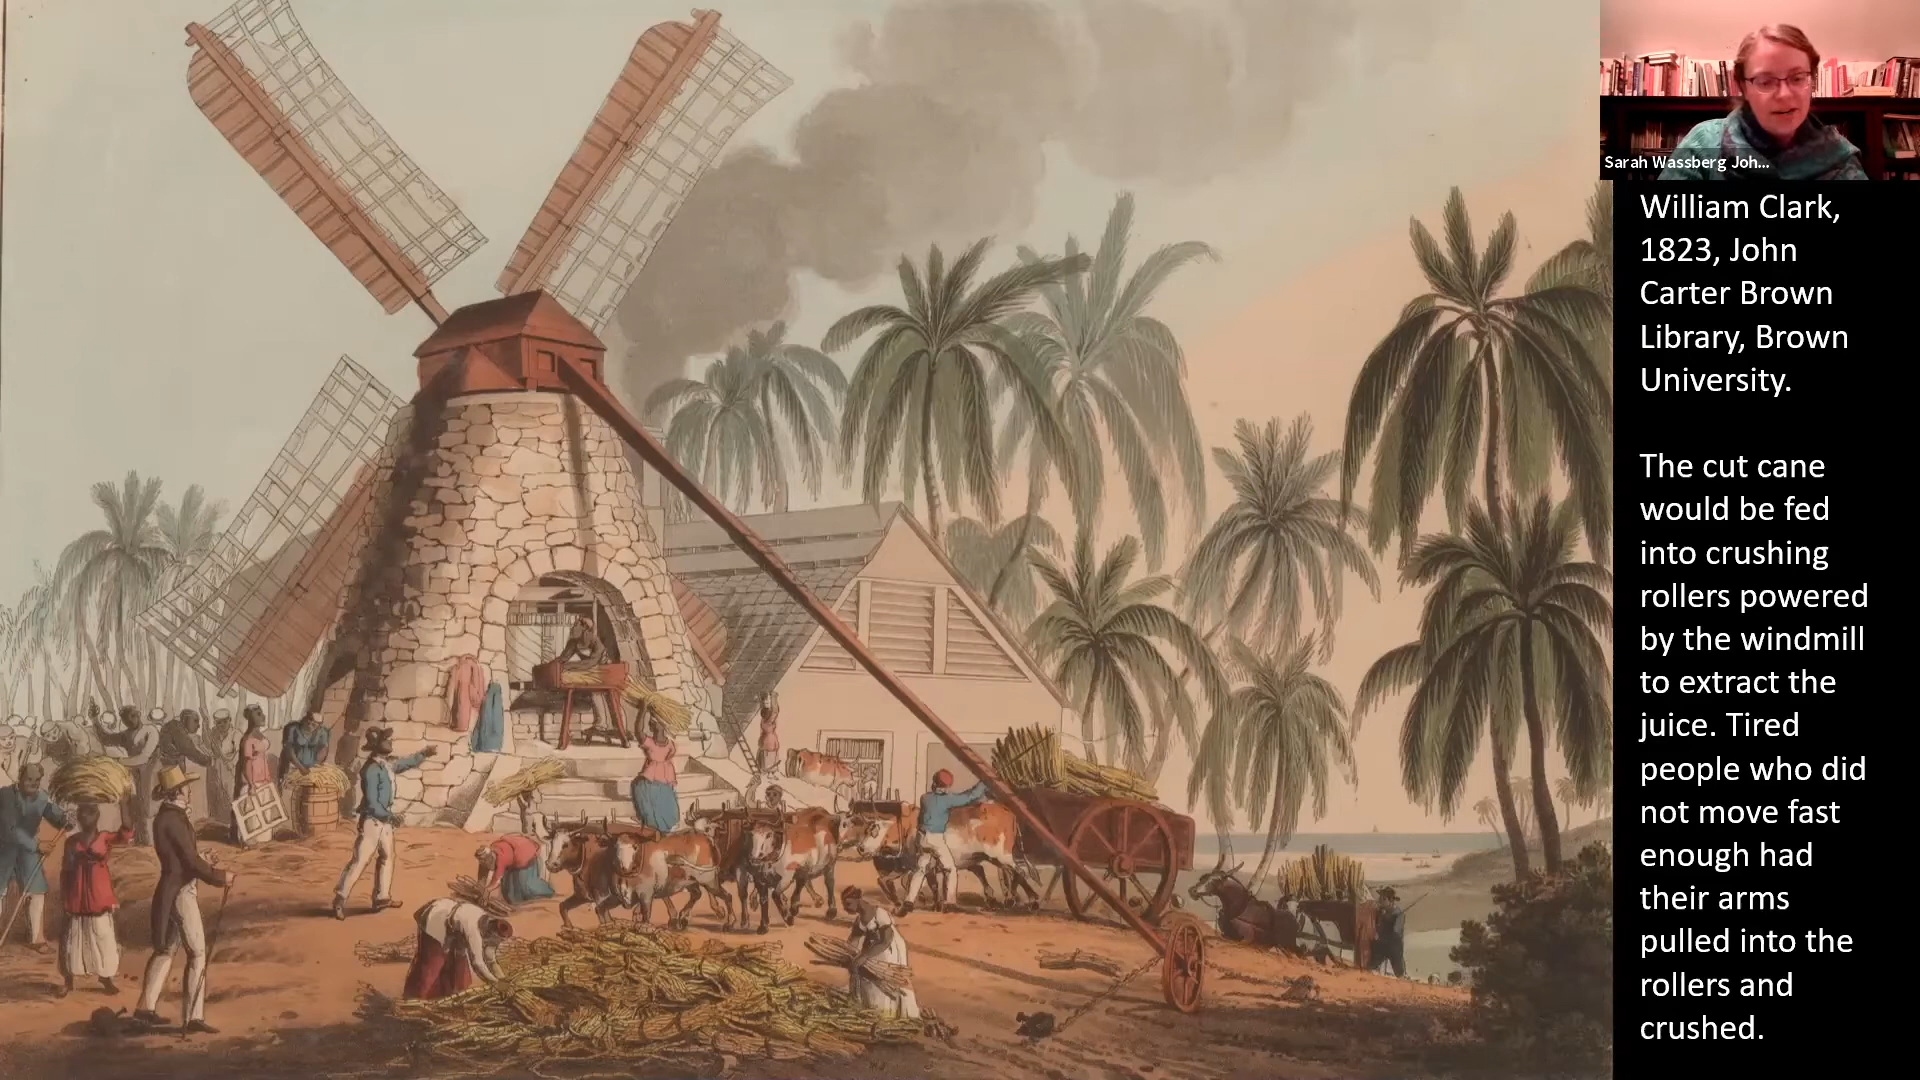 Sarah Wassberg Joh...
William Clark,
1823, John
Carter Brown
Library, Brown
University.
The cut cane
would be fed
into crushing
rollers powered
by the windmill
to extract the
juice. Tired
people who did
not move fast
enough had
their arms
pulled into the
rollers and
crushed.